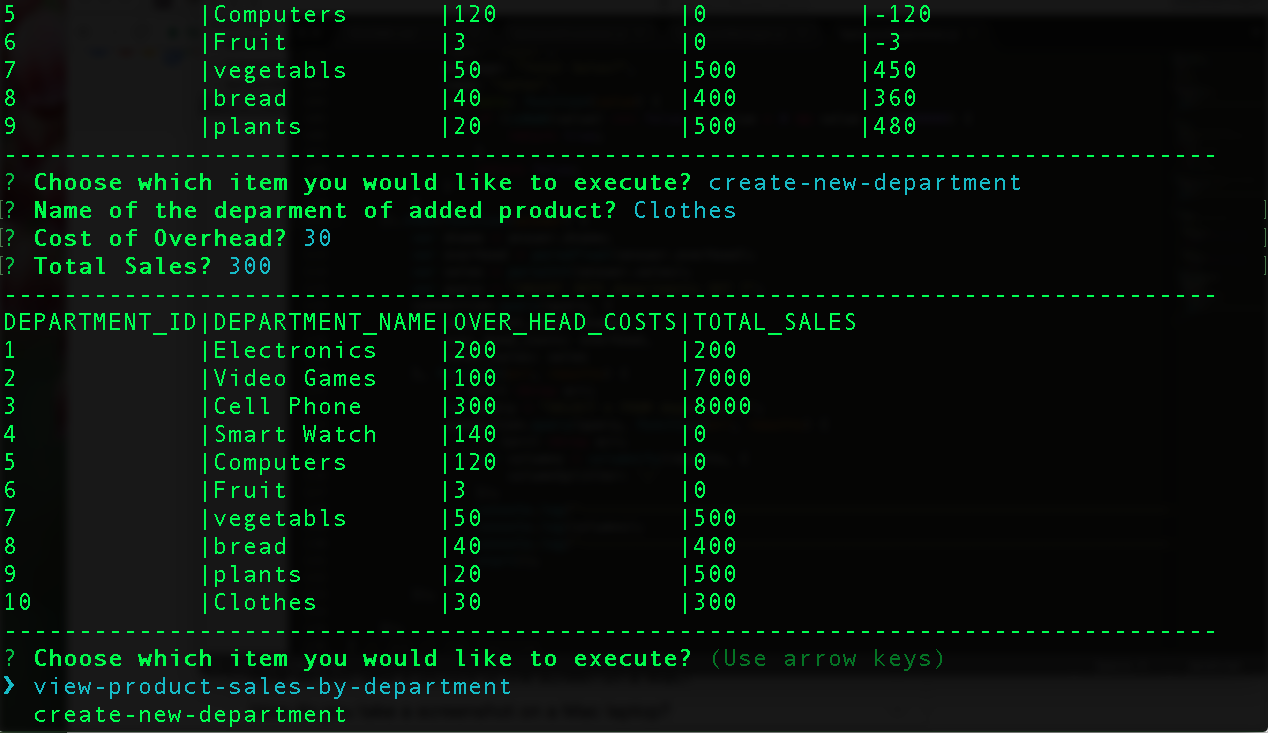 5 |Computers |120 |0 |-120
6 |Fruit |3 |0 |-3
7 |vegetabls |50 |500 |450
8 |bread |40 |400 |360
9 |plants |20 |500 |480
---------------------------------------------------------------------------------
? Choose which item you would like to execute? create-new-department
[? Name of the deparment of added product? Clothes ]
[? Cost of Overhead? 30 ]
[? Total Sales? 300 ]
---------------------------------------------------------------------------------
DEPARTMENT_ID|DEPARTMENT_NAME|OVER_HEAD_COSTS|TOTAL_SALES
1 |Electronics |200 |200
2 |Video Games |100 |7000
3 |Cell Phone |300 |8000
4 |Smart Watch |140 |0
5 |Computers |120 |0
6 |Fruit |3 |0
7 |vegetabls |50 |500
8 |bread |40 |400
9 |plants |20 |500
10 |Clothes |30 |300
---------------------------------------------------------------------------------
? Choose which item you would like to execute? (Use arrow keys)
❯ view-product-sales-by-department
create-new-department